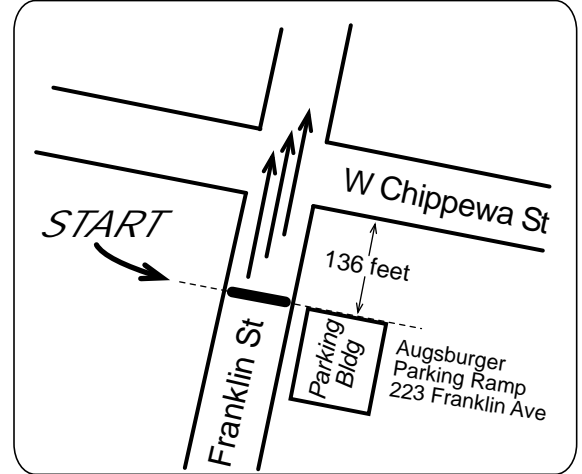 W Chippewa St
START
136 feet
Franklin St
Parking
Bldg
Augsburger
Parking Ramp
223 Franklin Ave